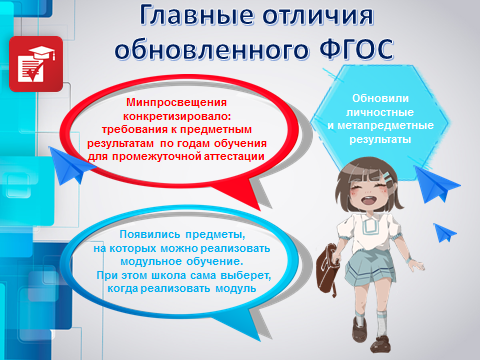 Главные отличия
обновленного ФГОС
Минпросвещения
конкретизировало:
требования к предметным
результатам по годам обучения
для промежуточной аттестации
Обновили
личностные
и метапредметные
результаты
Появились предметы,
на которых можно реализовать
модульное обучение.
При этом школа сама выберет,
когда реализовать модуль